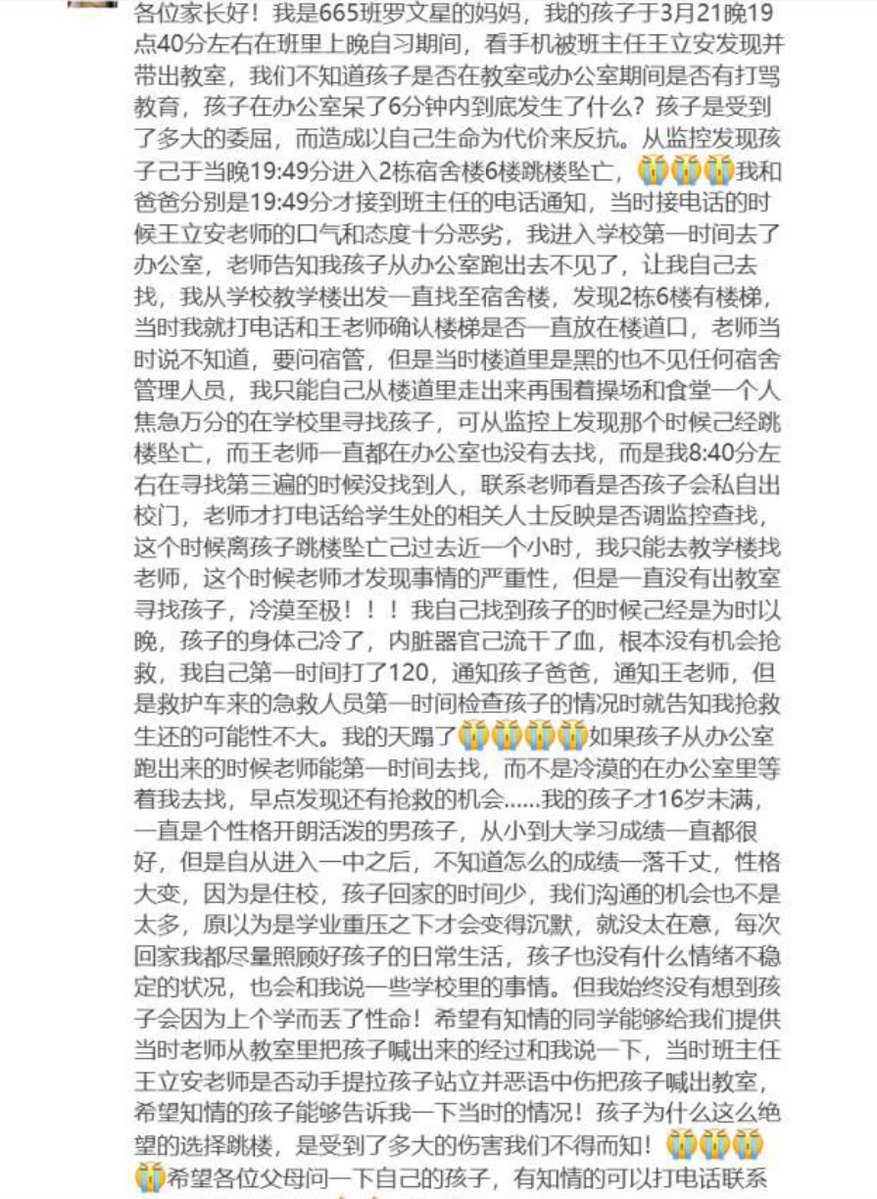 各位家长好！我是665班罗文星的妈妈，我的孩子于3月21晚19
点40分左右在班里上晚自习期间，看手机被班主任王立安发现并
带出教室，我们不知道孩子是否在教室或办公室期间是否有打骂
教育，孩子在办公室呆了6分钟内到底发生了什么？孩子是受到
了多大的委屈，而造成以自己生命为代价来反抗。从监控发现孩
子己于当晚19:49分进入2栋宿舍楼6楼跳楼坠亡，😭😭😭我和
爸爸分别是19:49分才接到班主任的电话通知，当时接电话的时
候王立安老师的口气和态度十分恶劣，我进入学校第一时间去了
办公室，老师告知我孩子从办公室跑出去不见了，让我自己去
找，我从学校教学楼出发一直找至宿舍楼，发现2栋6楼有楼梯，
当时我就打电话和王老师确认楼梯是否一直放在楼道口，老师当
时说不知道，要问宿管，但是当时楼道里是黑的也不见任何宿舍
管理人员，我只能自己从楼道里走出来再围着操场和食堂一个人
焦急万分的在学校里寻找孩子，可从监控上发现那个时候己经跳
楼坠亡，而王老师一直都在办公室也没有去找，而是我8:40分左
右在寻找第三遍的时候没找到人，联系老师看是否孩子会私自出
校门，老师才打电话给学生处的相关人士反映是否调监控查找，
这个时候离孩子跳楼坠亡己过去近一个小时，我只能去教学楼找
老师，这个时候老师才发现事情的严重性，但是一直没有出教室
寻找孩子，冷漠至极！！！我自己找到孩子的时候己经是为时以
晚，孩子的身体己冷了，内脏器官己流干了血，根本没有机会抢
救，我自己第一时间打了120，通知孩子爸爸，通知王老师，但
是救护车来的急救人员第一时间检查孩子的情况时就告知我抢救
生还的可能性不大。我的天蹋了😭😭😭😭如果孩子从办公室
跑出来的时候老师能第一时间去找，而不是冷漠的在办公室里等
着我去找，早点发现还有抢救的机会......我的孩子才16岁未满，
一直是个性格开朗活泼的男孩子，从小到大学习成绩一直都很
好，但是自从进入一中之后，不知道怎么的成绩一落千丈，性格
大变，因为是住校，孩子回家的时间少，我们沟通的机会也不是
太多，原以为是学业重压之下才会变得沉默，就没太在意，每次
回家我都尽量照顾好孩子的日常生活，孩子也没有什么情绪不稳
定的状况，也会和我说一些学校里的事情。但我始终没有想到孩
子会因为上个学而丢了性命！希望有知情的同学能够给我们提供
当时老师从教室里把孩子喊出来的经过和我说一下，当时班主任
王立安老师是否动手提拉孩子站立并恶语中伤把孩子喊出教室，
希望知情的孩子能够告诉我一下当时的情况！孩子为什么这么绝
望的选择跳楼，是受到了多大的伤害我们不得而知！😭😭😭
😭希望各位父母问一下自己的孩子，有知情的可以打电话联系